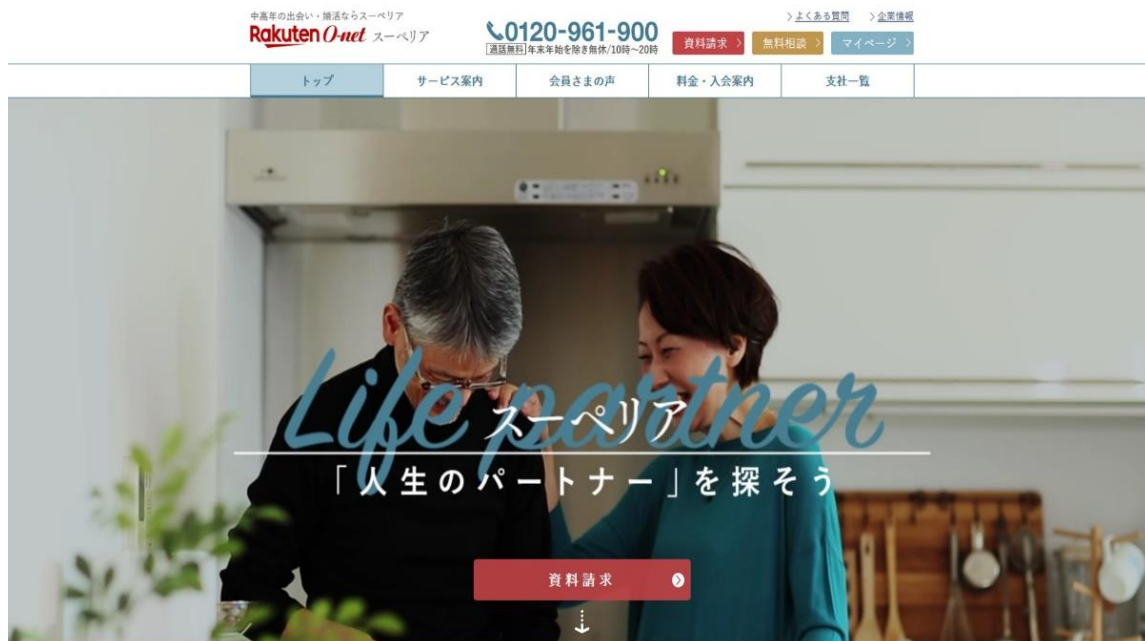 中高年の出会い・婚活ならスーペリア
Rakuten O-net スーペリア
0120-961-900
通話無料 年末年始を除き無休/10時～20時
よくある質問
企業情報
資料請求
無料相談
マイページ
トップ
サービス案内
会員さまの声
料金・入会案内
支社一覧
Life partner
スーペリア
「人生のパートナー」を探そう
資料請求